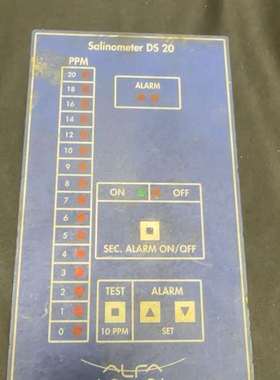 Salinometer DS 20
PPM
20
18
16
14
12
10
9
8
7
6
5
4
3
2
1
0
ALARM
ON OFF
SEC. ALARM ON/OFF
TEST ALARM
10 PPM SET
ALFA